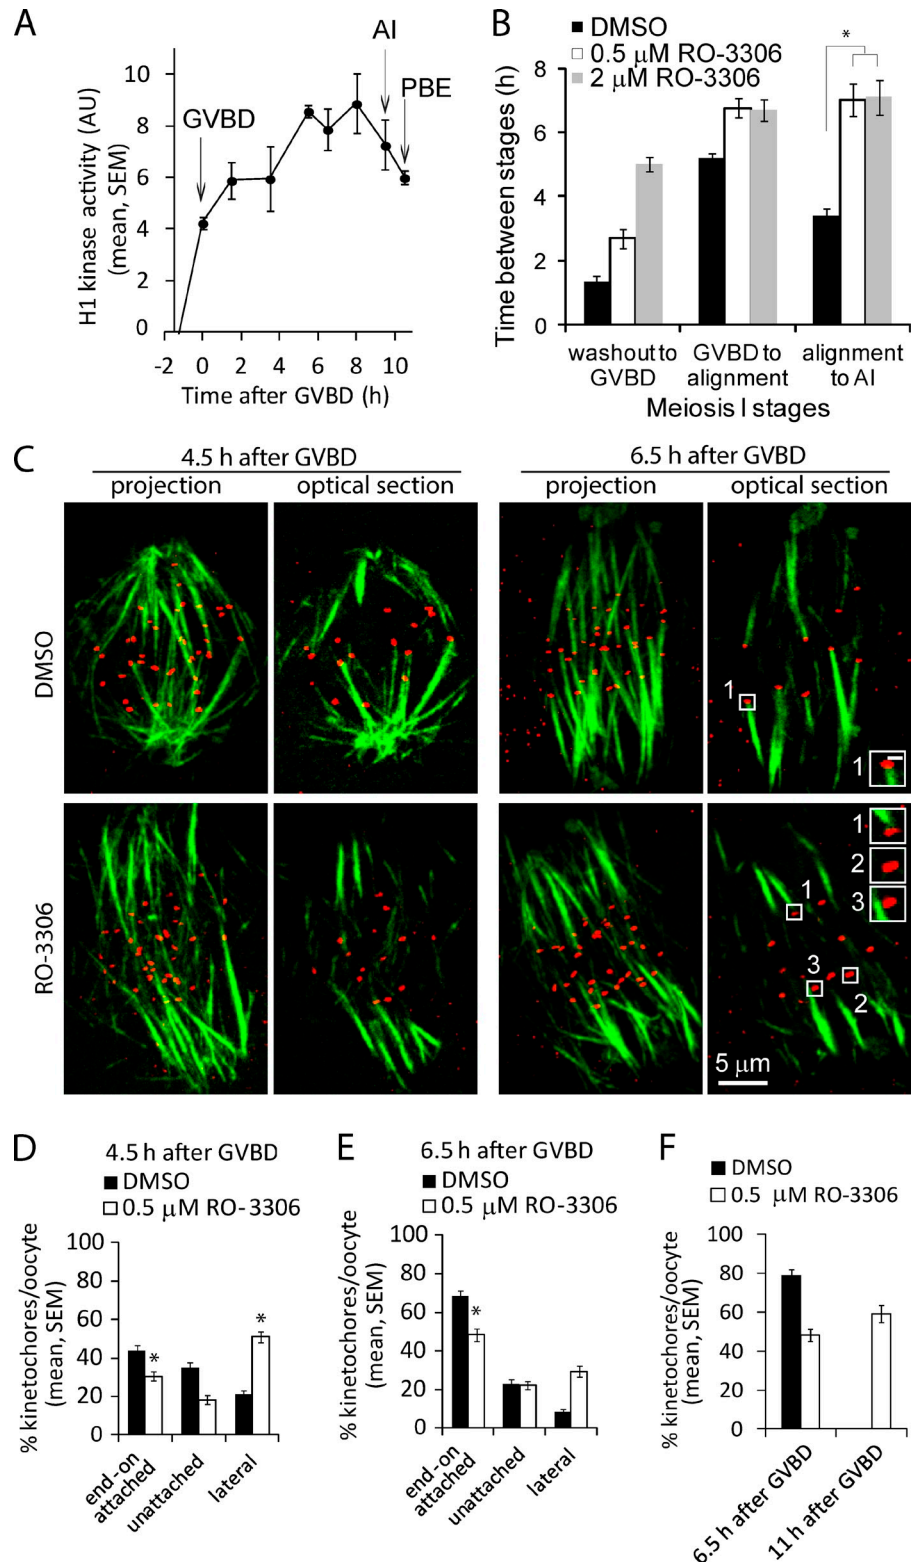 A
H1 kinase activity (AU)
(mean, SEM)
10
8
6
4
2
0
GVBD
AI
PBE
-2 0 2 4 6 8 10
Time after GVBD (h)
B
DMSO
0.5 μM RO-3306
2 μM RO-3306
*
Time between stages (h)
8
6
4
2
0
washout to GVBD
GVBD to alignment
alignment to AI
Meiosis I stages
C
4.5 h after GVBD
6.5 h after GVBD
projection
optical section
projection
optical section
DMSO
1
1
RO-3306
1
2
3
1
3
2
5 μm
D
4.5 h after GVBD
DMSO
0.5 μM RO-3306
% kinetochores/oocyte
(mean, SEM)
100
80
60
40
20
0
*
*
end-on attached
unattached
lateral
E
6.5 h after GVBD
DMSO
0.5 μM RO-3306
% kinetochores/oocyte
(mean, SEM)
100
80
60
40
20
0
*
end-on attached
unattached
lateral
F
DMSO
0.5 μM RO-3306
% kinetochores/oocyte
(mean, SEM)
100
80
60
40
20
0
6.5 h after GVBD
11 h after GVBD